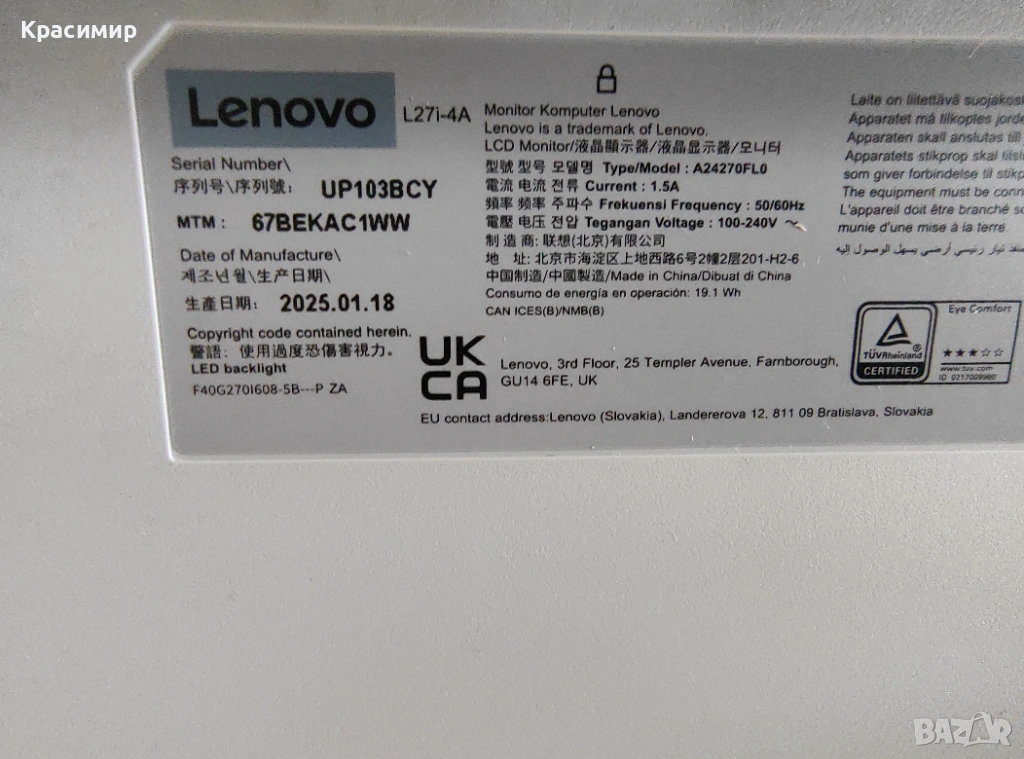 Красимир
Lenovo L27i-4A
Serial Number\
序列号\序列號: UP103BCY
MTM: 67BEKAC1WW
Date of Manufacture\
제조년월\生产日期\
生產日期: 2025.01.18
Copyright code contained herein.
警語: 使用過度恐傷害視力。
LED backlight
F40G270I608-5B---P ZA
Monitor Komputer Lenovo
Lenovo is a trademark of Lenovo.
LCD Monitor/液晶顯示器/液晶显示器/모니터
型號 型号 모델명 Type/Model : A24270FL0
電流 电流 전류 Current : 1.5A
頻率 频率 주파수 Frekuensi Frequency : 50/60Hz
電壓 电压 전압 Tegangan Voltage : 100-240V ~
制 造 商: 联想(北京)有限公司
地 址: 北京市海淀区上地西路6号2幢2层201-H2-6
中国制造/中國製造/Made in China/Dibuat di China
Consumo de energía en operación: 19.1 Wh
CAN ICES(B)/NMB(B)
UK
CA
Lenovo, 3rd Floor, 25 Templer Avenue, Farnborough,
GU14 6FE, UK
EU contact address:Lenovo (Slovakia), Landererova 12, 811 09 Bratislava, Slovakia
Laite on liitettävä
Apparatet må tilkoples
Apparaten skall anslutas till
Apparatets stikprop skal
som giver forbindelse til
The equipment must be
L'appareil doit être branché
munie d'une mise à la terre.
TÜVRheinland ®
CERTIFIED
Eye Comfort
★★★☆☆
www.tuv.com
ID 0217009986
BAZAR